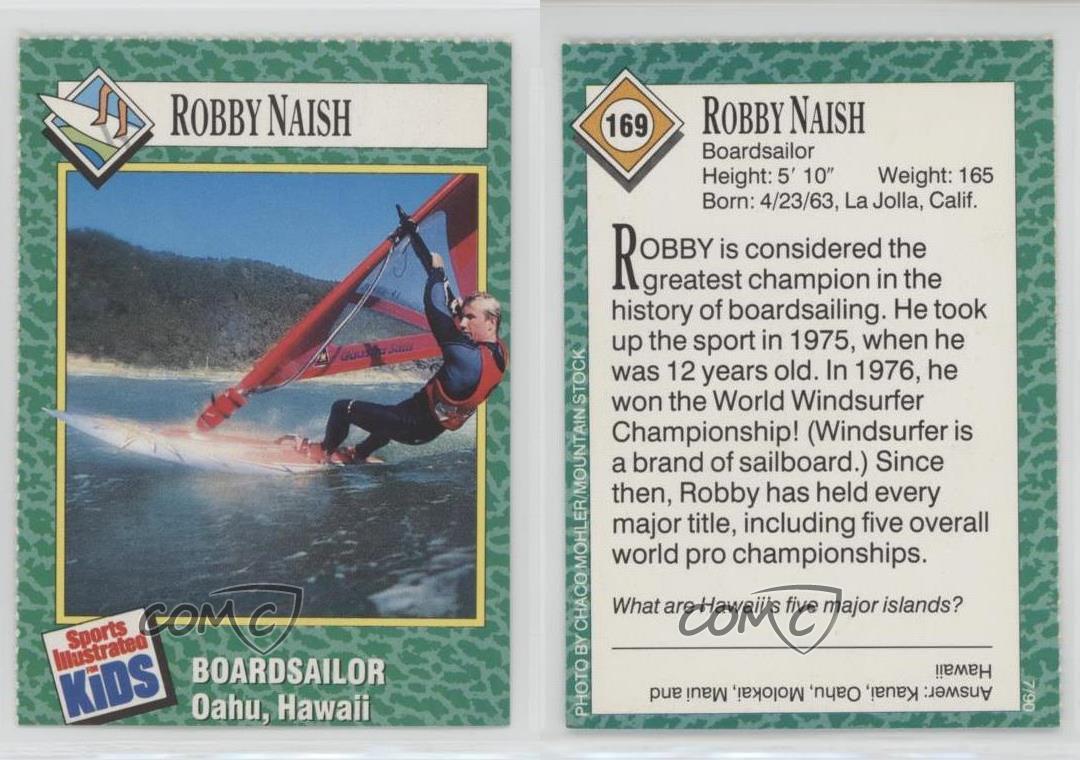 ROBBY NAISH
Gaastra Sails
Sports
Illustrated
FOR
KIDS
BOARDSAILOR
Oahu, Hawaii
COMC
169
ROBBY NAISH
Boardsailor
Height: 5' 10" Weight: 165
Born: 4/23/63, La Jolla, Calif.
ROBBY is considered the
greatest champion in the
history of boardsailing. He took
up the sport in 1975, when he
was 12 years old. In 1976, he
won the World Windsurfer
Championship! (Windsurfer is
a brand of sailboard.) Since
then, Robby has held every
major title, including five overall
world pro championships.
What are Hawaii's five major islands?
COMC
Answer: Kauai, Oahu, Molokai, Maui and
Hawaii
PHOTO BY CHACO MOHLER/MOUNTAIN STOCK
7/90